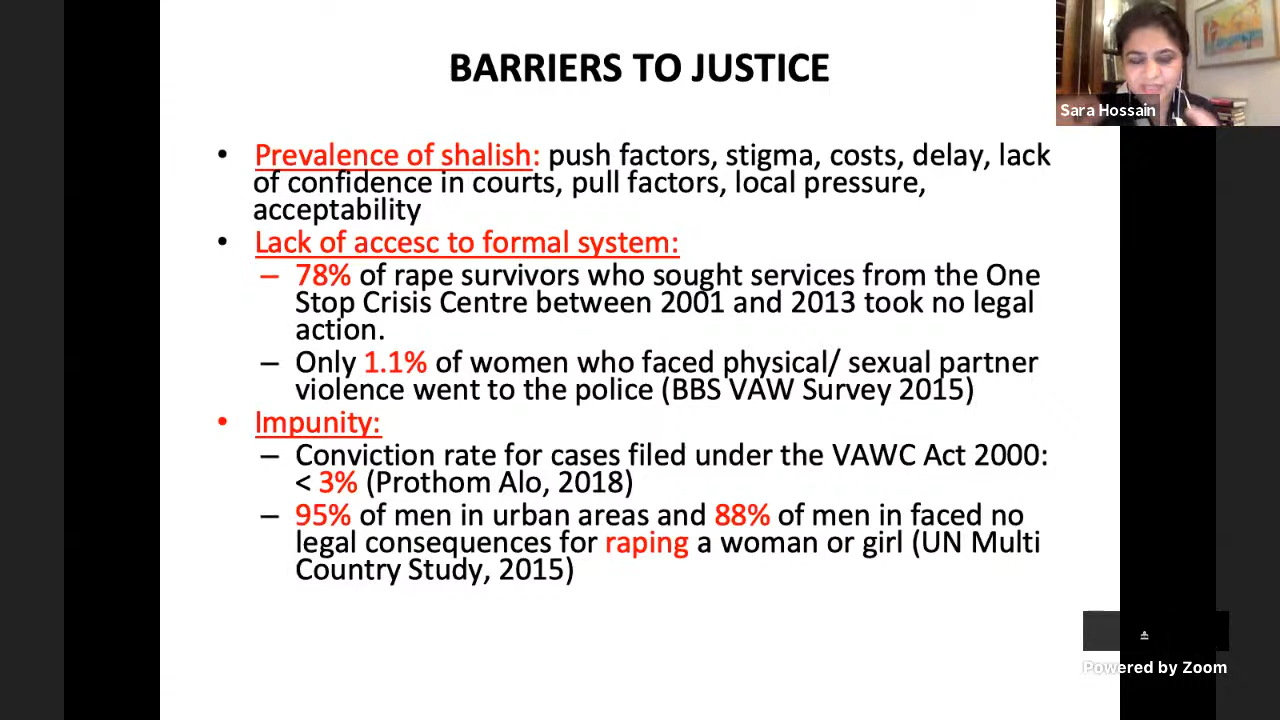 BARRIERS TO JUSTICE
Sara Hossain
• Prevalence of shalish: push factors, stigma, costs, delay, lack
of confidence in courts, pull factors, local pressure,
acceptability
• Lack of accesc to formal system:
– 78% of rape survivors who sought services from the One
Stop Crisis Centre between 2001 and 2013 took no legal
action.
– Only 1.1% of women who faced physical/ sexual partner
violence went to the police (BBS VAW Survey 2015)
• Impunity:
– Conviction rate for cases filed under the VAWC Act 2000:
< 3% (Prothom Alo, 2018)
– 95% of men in urban areas and 88% of men in faced no
legal consequences for raping a woman or girl (UN Multi
Country Study, 2015)
Powered by Zoom